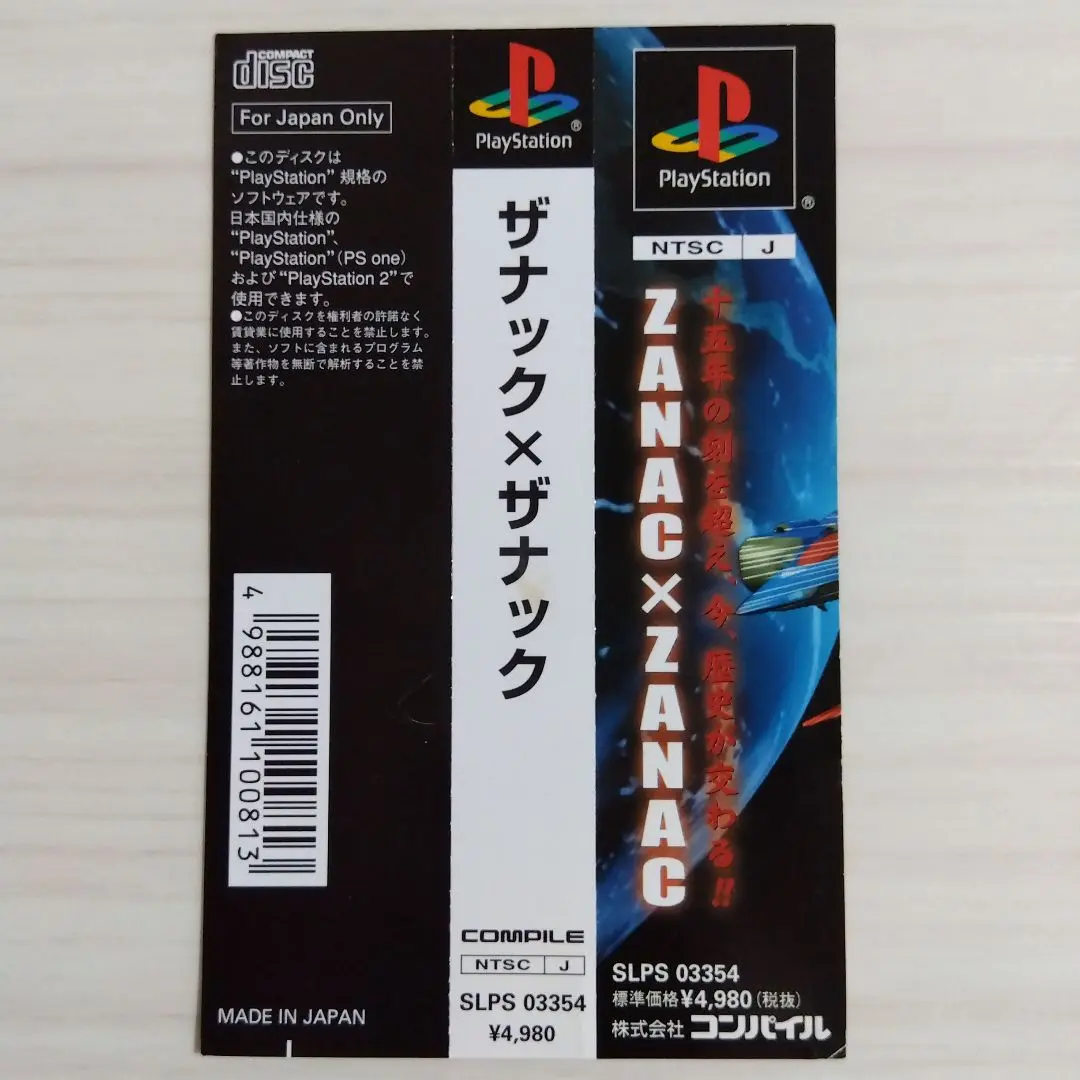 COMPACT
disc
For Japan Only
●このディスクは
“PlayStation” 規格の
ソフトウェアです。
日本国内仕様の
“PlayStation”、
“PlayStation”(PS one)
および“PlayStation 2”で
使用できます。
●このディスクを権利者の許諾なく
賃貸業に使用することを禁止します。
また、ソフトに含まれるプログラム
等著作物を無断で解析することを禁
止します。
4 988161 100813
MADE IN JAPAN
PlayStation®
ザナック×ザナック
COMPILE
NTSC J
SLPS 03354
¥4,980
PlayStation
®
NTSC J
十五年の刻を超え、今、歴史が交わる!!
ZANAC×ZANAC
SLPS 03354
標準価格¥4,980(税抜)
株式会社 コンパイル